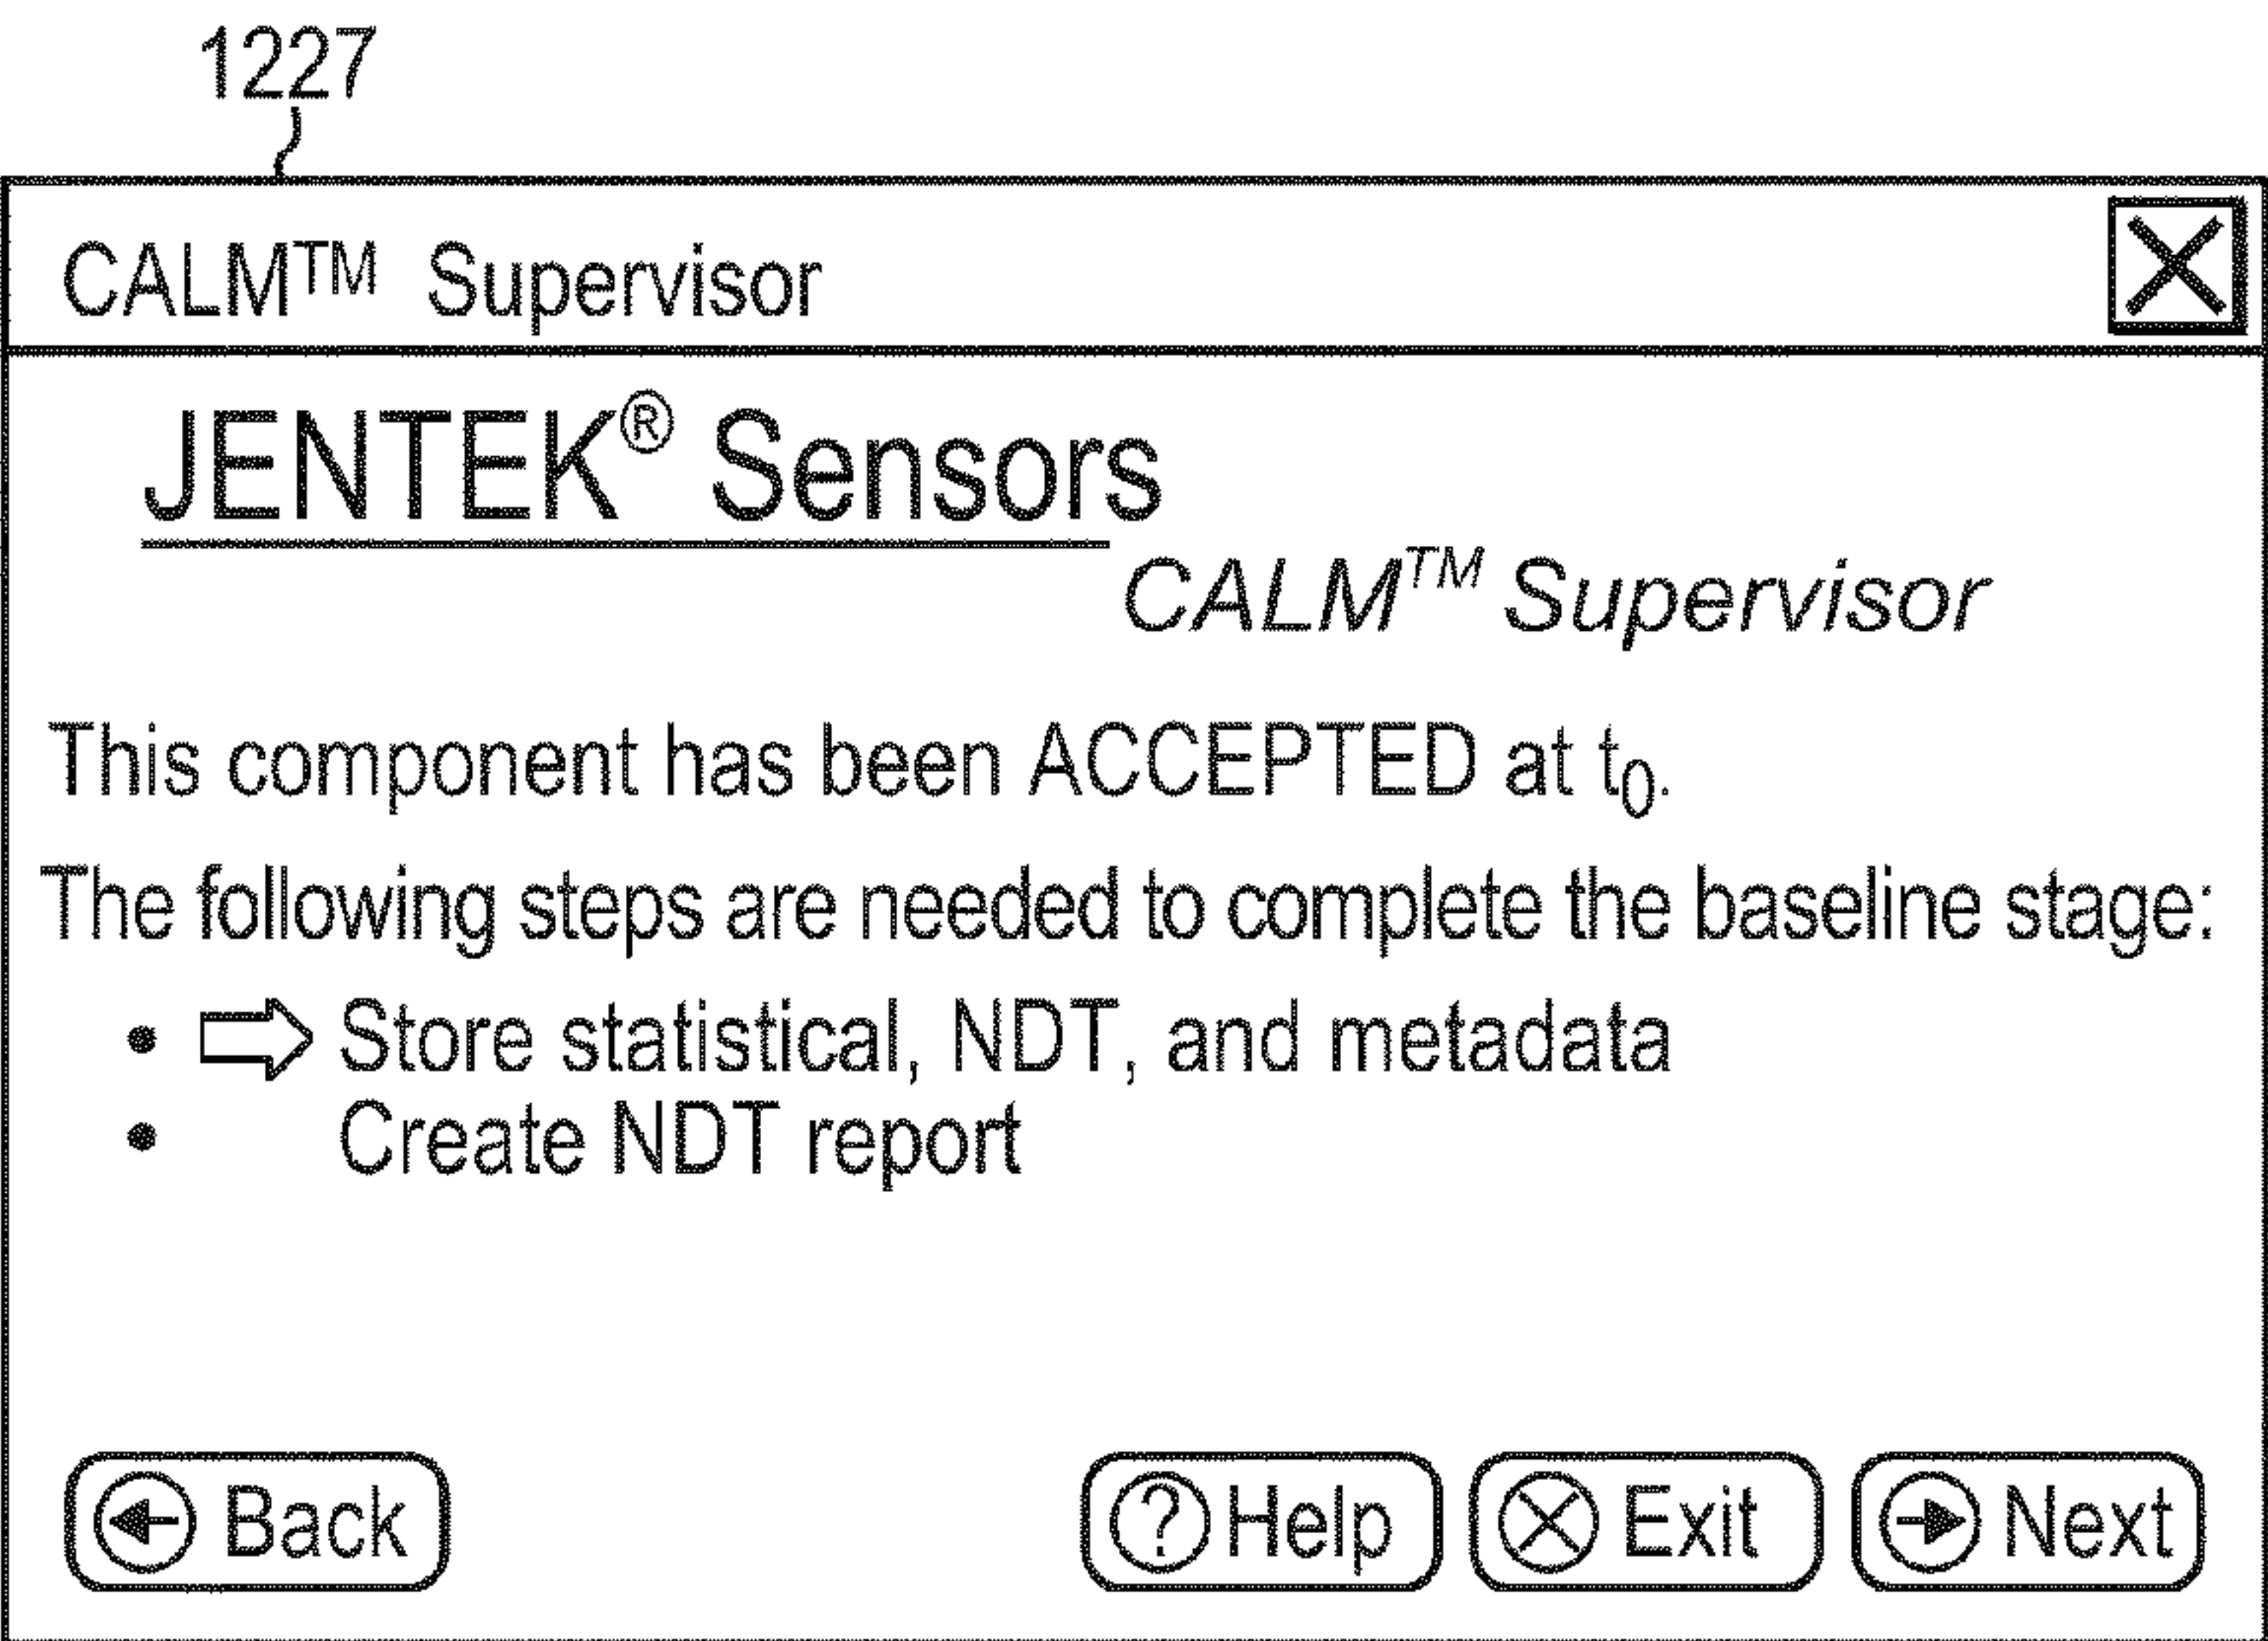 1227
CALM™ Supervisor
JENTEK® Sensors
CALM™ Supervisor
This component has been ACCEPTED at t₀.
The following steps are needed to complete the baseline stage:
• ⇨ Store statistical, NDT, and metadata
• Create NDT report
Back Help Exit Next